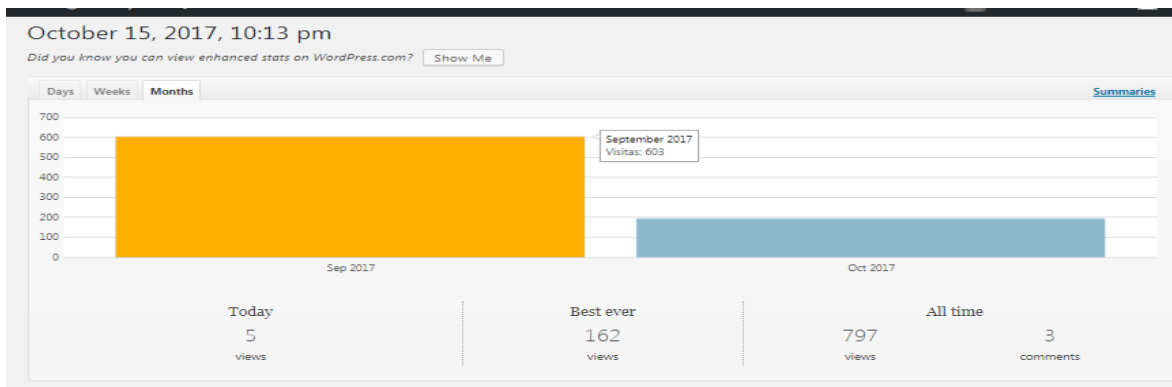 October 15, 2017, 10:13 pm
Did you know you can view enhanced stats on WordPress.com? Show Me
Days Weeks Months Summaries
700
600
500
400
300
200
100
0
September 2017
Visitas: 603
Sep 2017 Oct 2017
Today Best ever All time
5 162 797 3
views views views comments